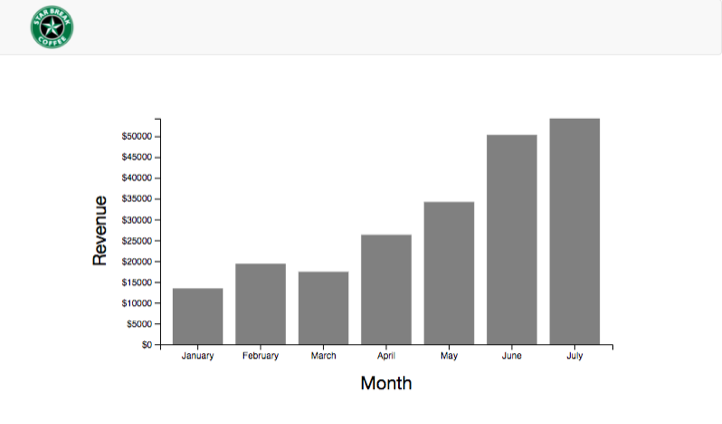 STAR BREAK
COFFEE
$50000
$45000
$40000
$35000
$30000
$25000
$20000
$15000
$10000
$5000
$0
Revenue
January February March April May June July
Month